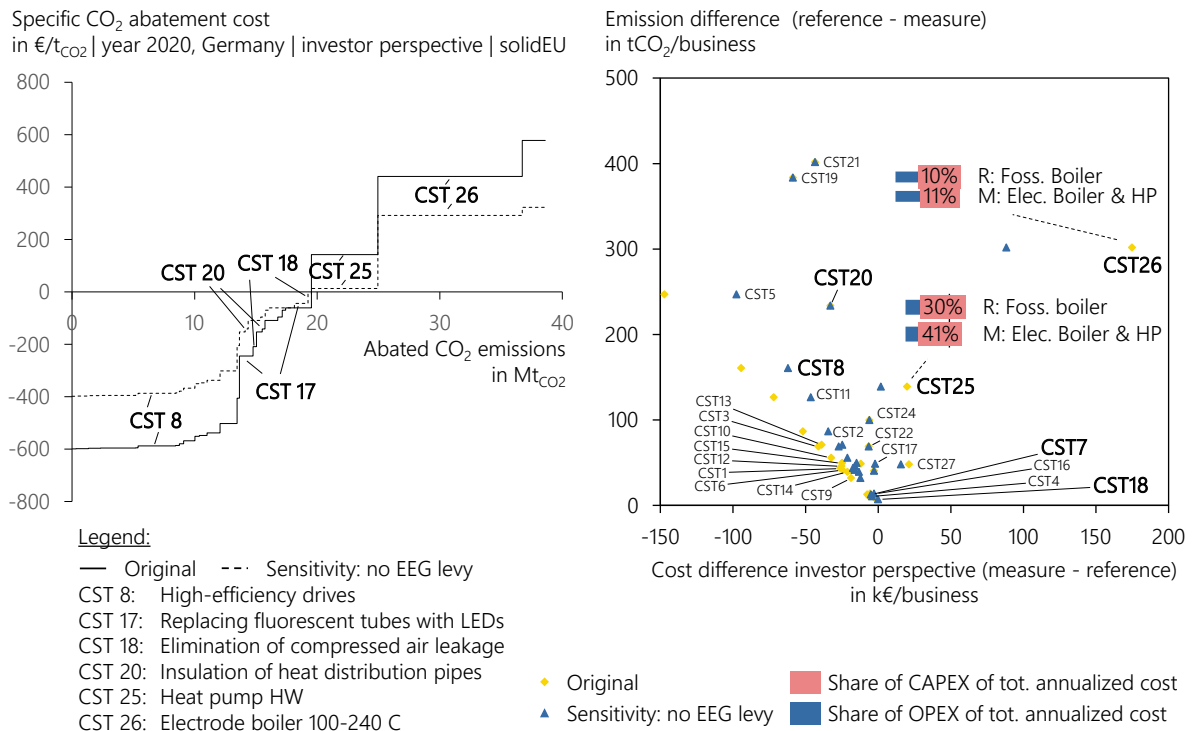 Specific CO2 abatement cost
in €/tCO2 | year 2020, Germany | investor perspective | solidEU
800
600
400
200
0
-200
-400
-600
-800
0
20
30
40
CST 26
CST 18
CST 20
CST 25
CST 17
CST 8
Abated CO2 emissions
in MtCO2
Emission difference (reference - measure)
in tCO2/business
500
400
300
200
100
0
-150
-100
-50
0
50
100
150
200
CST21
CST19
10%
R: Foss. Boiler
11%
M: Elec. Boiler & HP
CST26
CST5
CST20
30%
R: Foss. boiler
41%
M: Elec. Boiler & HP
CST8
CST25
CST11
CST13
CST3
CST10
CST15
CST12
CST1
CST6
CST14
CST9
CST2
CST24
CST22
CST17
CST27
CST7
CST16
CST4
CST18
Cost difference investor perspective (measure - reference)
in k€/business
Legend:
Original
Sensitivity: no EEG levy
CST 8: High-efficiency drives
CST 17: Replacing fluorescent tubes with LEDs
CST 18: Elimination of compressed air leakage
CST 20: Insulation of heat distribution pipes
CST 25: Heat pump HW
CST 26: Electrode boiler 100-240 C
Original
Sensitivity: no EEG levy
Share of CAPEX of tot. annualized cost
Share of OPEX of tot. annualized cost